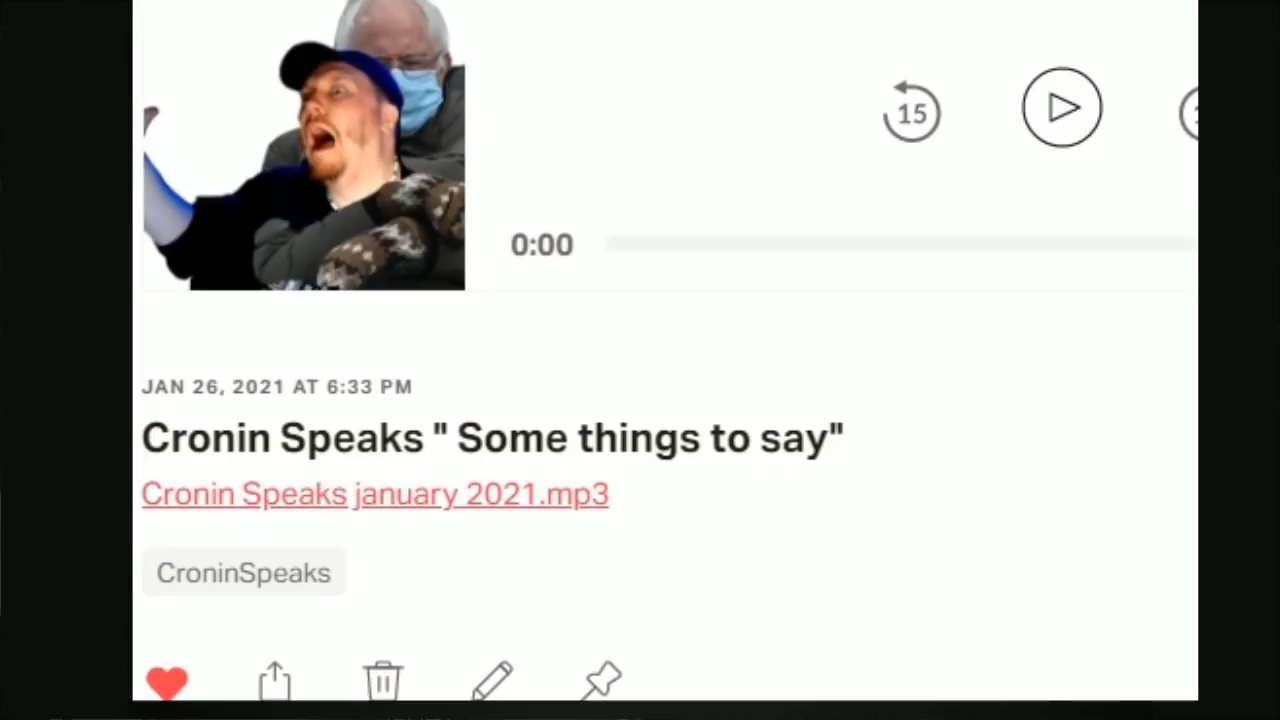 15
0:00
JAN 26, 2021 AT 6:33 PM
Cronin Speaks " Some things to say"
Cronin Speaks january 2021.mp3
CroninSpeaks